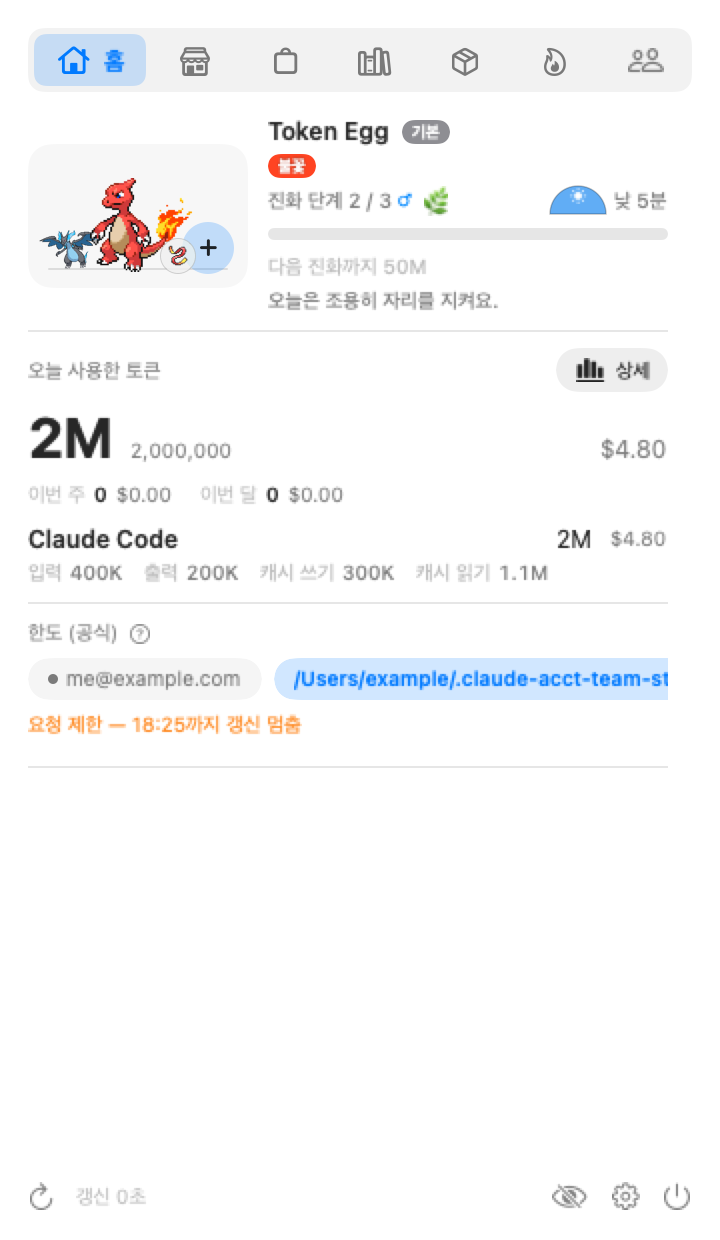 홈
Token Egg 기본
불꽃
진화 단계 2 / 3 ♂ 낮 5분
다음 진화까지 50M
오늘은 조용히 자리를 지켜요.
오늘 사용한 토큰 상세
2M 2,000,000 $4.80
이번 주 0 $0.00 이번 달 0 $0.00
Claude Code 2M $4.80
입력 400K 출력 200K 캐시 쓰기 300K 캐시 읽기 1.1M
한도 (공식) ?
me@example.com /Users/example/.claude-acct-team-st
요청 제한 — 18:25까지 갱신 멈춤
갱신 0초